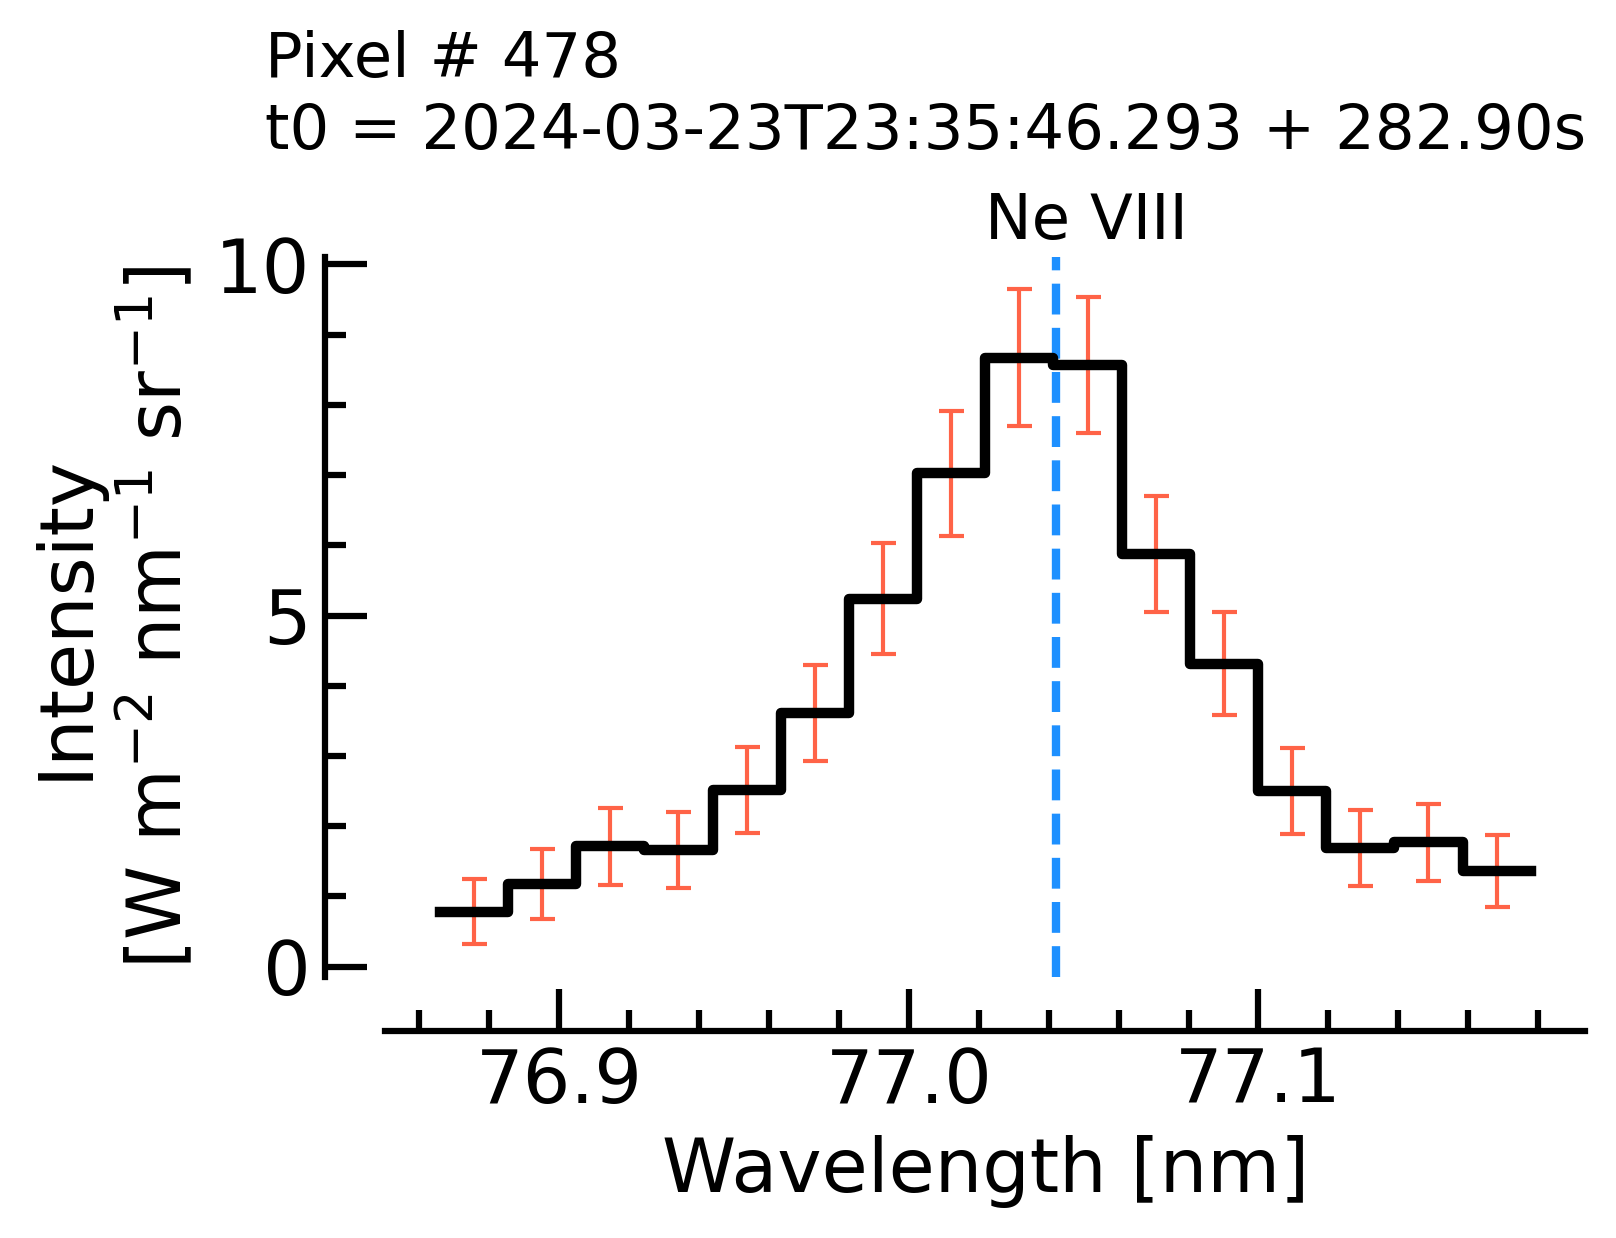 Pixel # 478
t0 = 2024-03-23T23:35:46.293 + 282.90s
Ne VIII
Intensity
[W m⁻² nm⁻¹ sr⁻¹]
10
5
0
76.9 77.0 77.1
Wavelength [nm]